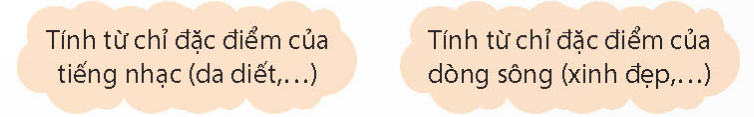 Tính từ chỉ đặc điểm của
tiếng nhạc (da diết,...)
Tính từ chỉ đặc điểm của
dòng sông (xinh đẹp,...)